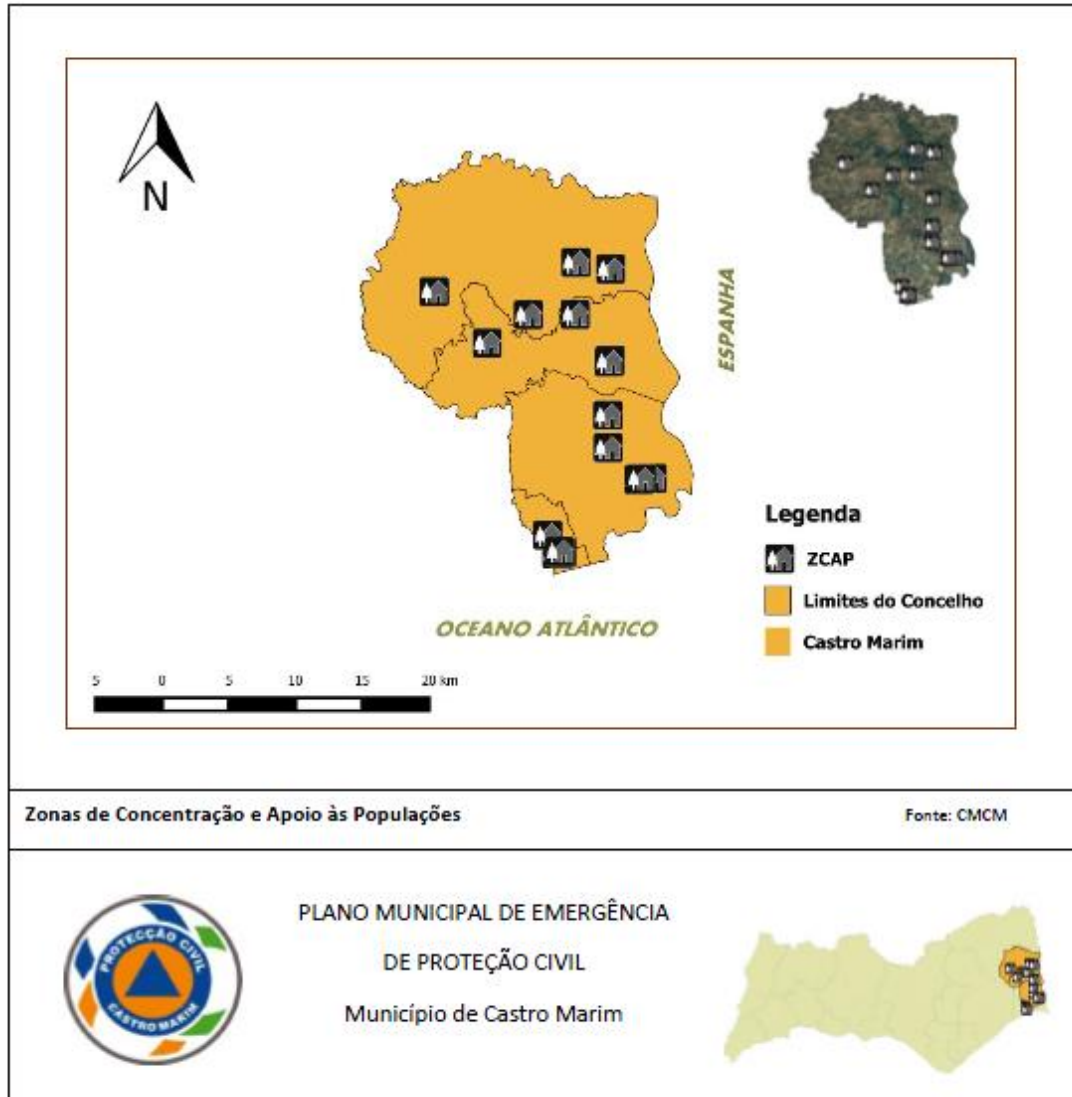 N
ESPANHA
Legenda
ZCAP
Limites do Concelho
Castro Marim
OCEANO ATLÂNTICO
5 0 5 10 15 20 km
Zonas de Concentração e Apoio às Populações
Fonte: CMCM
PROTECÇÃO CIVIL
CASTRO MARIM
PLANO MUNICIPAL DE EMERGÊNCIA
DE PROTEÇÃO CIVIL
Município de Castro Marim